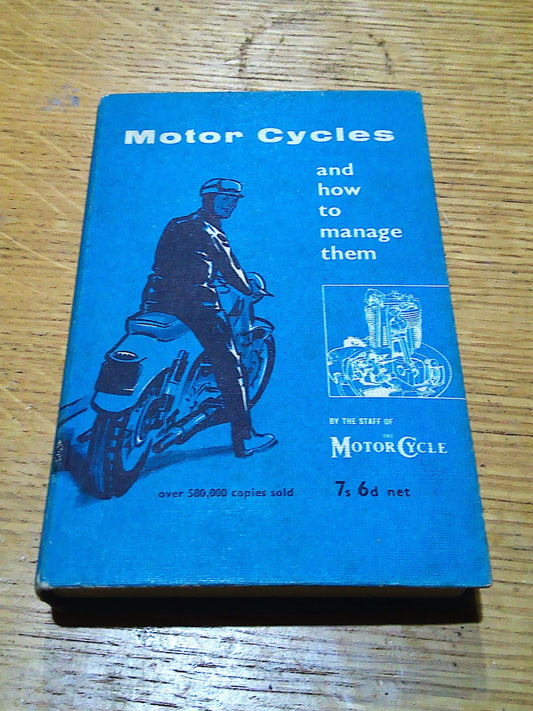 Motor Cycles
and
how
to
manage
them
BY THE STAFF OF
THE
MOTOR CYCLE
over 580,000 copies sold
7s 6d net